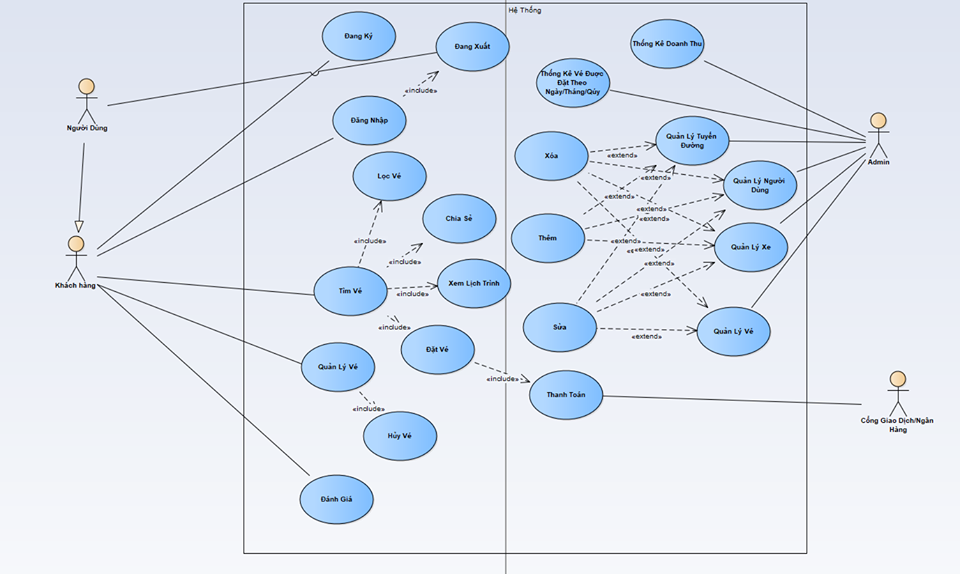 Hệ Thống
Đang Ký
Đang Xuất
Thống Kê Doanh Thu
Thống Kê Vé Được
Đặt Theo
Ngày/Tháng/Qúy
«include»
Người Dùng
Đăng Nhập
Xóa
Quản Lý Tuyến
Đường
Admin
«extend»
Lọc Vé
«extend»
Quản Lý Người
Dùng
«extend»
Chia Sẻ
«extend»
Thêm
«extend»
«extend»
Quản Lý Xe
«include»
«include»
«extend»
Khách hàng
Tìm Vé
Xem Lịch Trình
«include»
«extend»
«include»
Sửa
Quản Lý Vé
«extend»
Đặt Vé
Quản Lý Vé
«include»
Thanh Toán
«include»
Cổng Giao Dịch/Ngân
Hàng
Hủy Vé
Đánh Giá